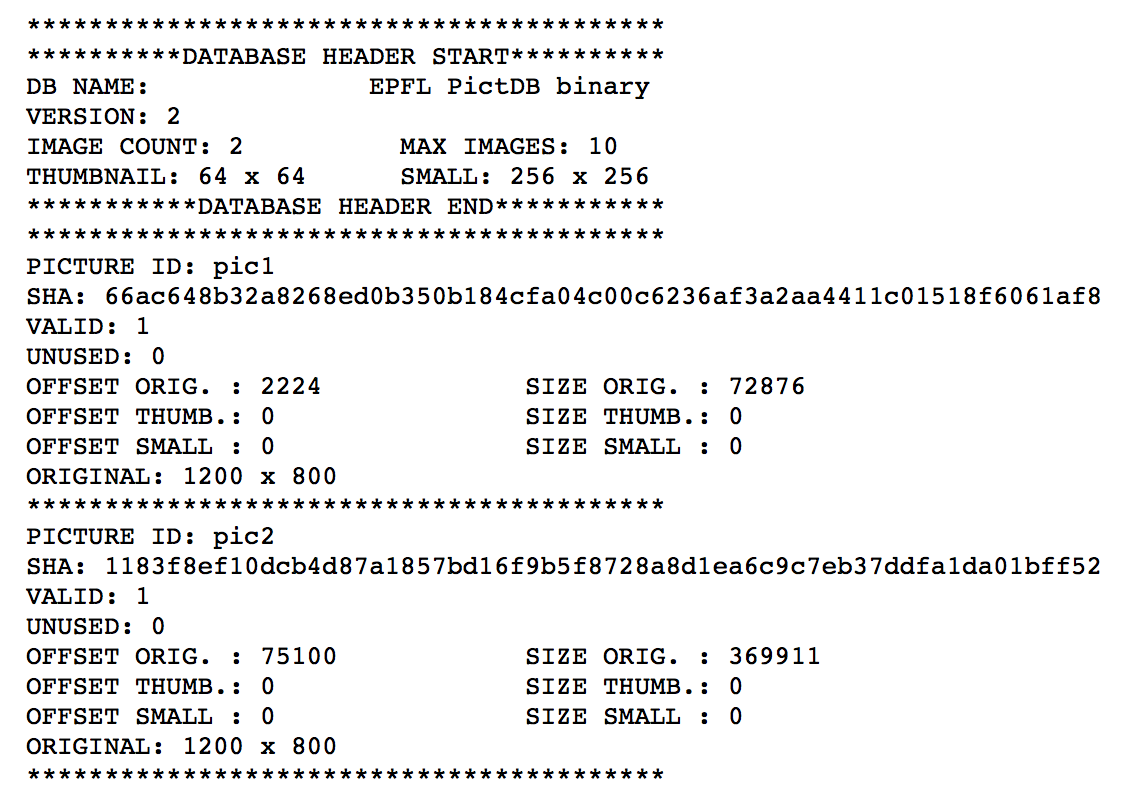 *****************************************
**********DATABASE HEADER START**********
DB NAME:              EPFL PictDB binary
VERSION: 2
IMAGE COUNT: 2          MAX IMAGES: 10
THUMBNAIL: 64 x 64      SMALL: 256 x 256
***********DATABASE HEADER END***********
*****************************************
PICTURE ID: pic1
SHA: 66ac648b32a8268ed0b350b184cfa04c00c6236af3a2aa4411c01518f6061af8
VALID: 1
UNUSED: 0
OFFSET ORIG. : 2224             SIZE ORIG. : 72876
OFFSET THUMB.: 0                SIZE THUMB.: 0
OFFSET SMALL : 0                SIZE SMALL : 0
ORIGINAL: 1200 x 800
*****************************************
PICTURE ID: pic2
SHA: 1183f8ef10dcb4d87a1857bd16f9b5f8728a8d1ea6c9c7eb37ddfa1da01bff52
VALID: 1
UNUSED: 0
OFFSET ORIG. : 75100            SIZE ORIG. : 369911
OFFSET THUMB.: 0                SIZE THUMB.: 0
OFFSET SMALL : 0                SIZE SMALL : 0
ORIGINAL: 1200 x 800
*****************************************